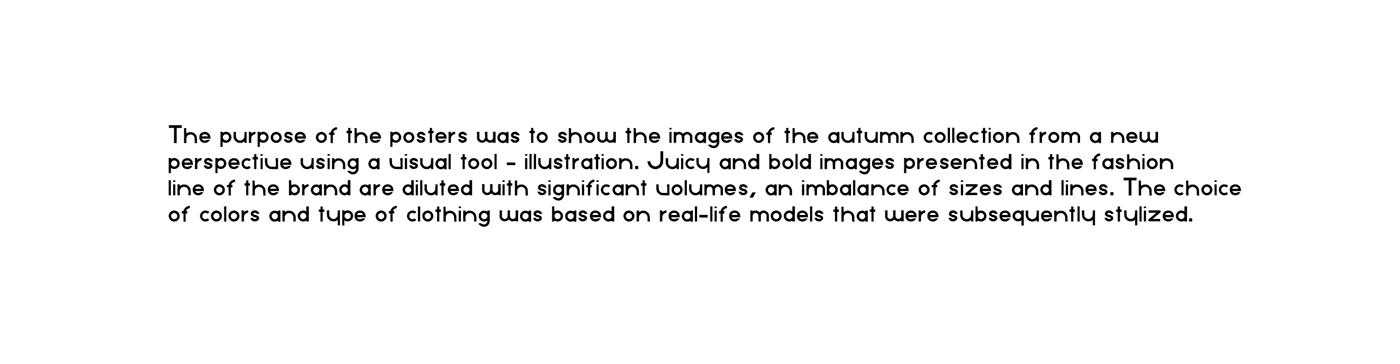 The purpose of the posters was to show the images of the autumn collection from a new
perspective using a visual tool - illustration. Juicy and bold images presented in the fashion
line of the brand are diluted with significant volumes, an imbalance of sizes and lines. The choice
of colors and type of clothing was based on real-life models that were subsequently stylized.